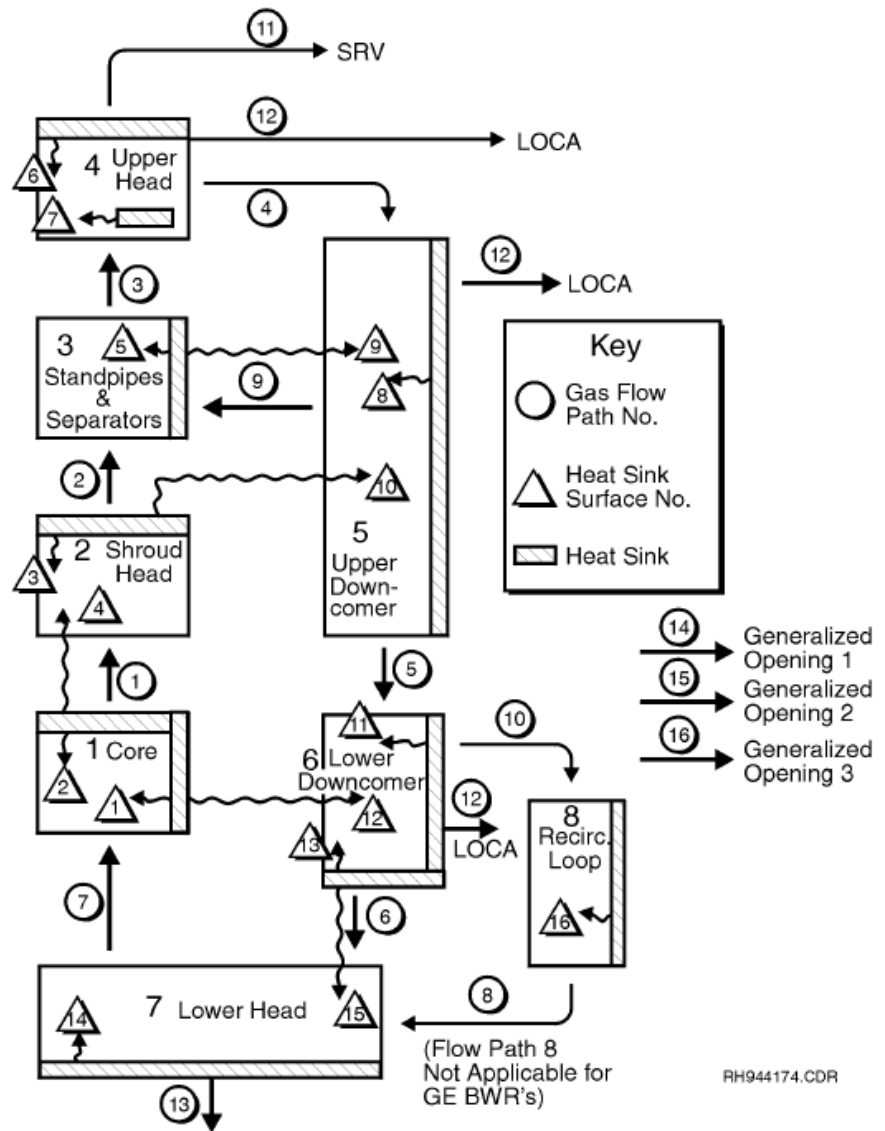 11
SRV
12
LOCA
4 Upper
Head
6
7
4
3
12
LOCA
3
5
Standpipes
&
Separators
9
9
8
2
10
2 Shroud
Head
3
4
5
Upper
Down-
comer
Key
Gas Flow
Path No.
Heat Sink
Surface No.
Heat Sink
14
Generalized
Opening 1
15
Generalized
Opening 2
16
Generalized
Opening 3
1
5
1 Core
2
1
11
6 Lower
Downcomer
12
13
10
12
LOCA
8
Recirc.
Loop
16
7
6
7 Lower Head
14
15
8
(Flow Path 8
Not Applicable for
GE BWR's)
13
RH944174.CDR